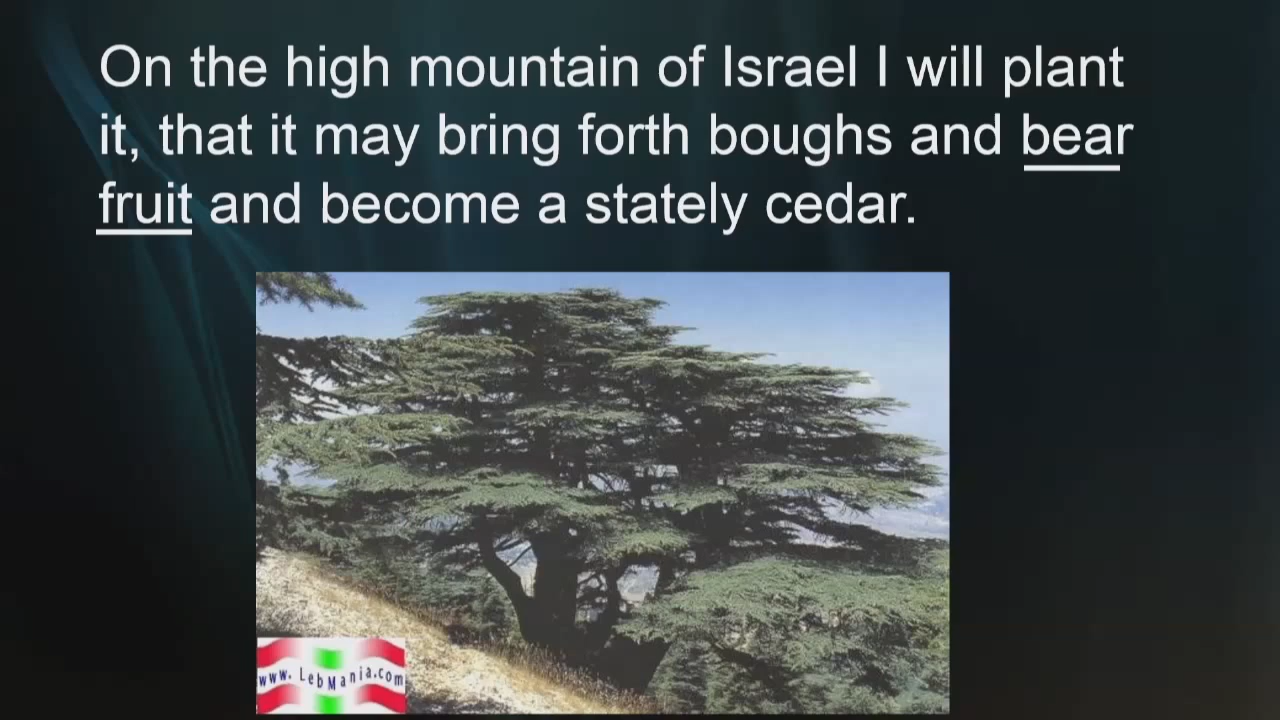 On the high mountain of Israel I will plant
it, that it may bring forth boughs and bear
fruit and become a stately cedar.
www.LebMania.com